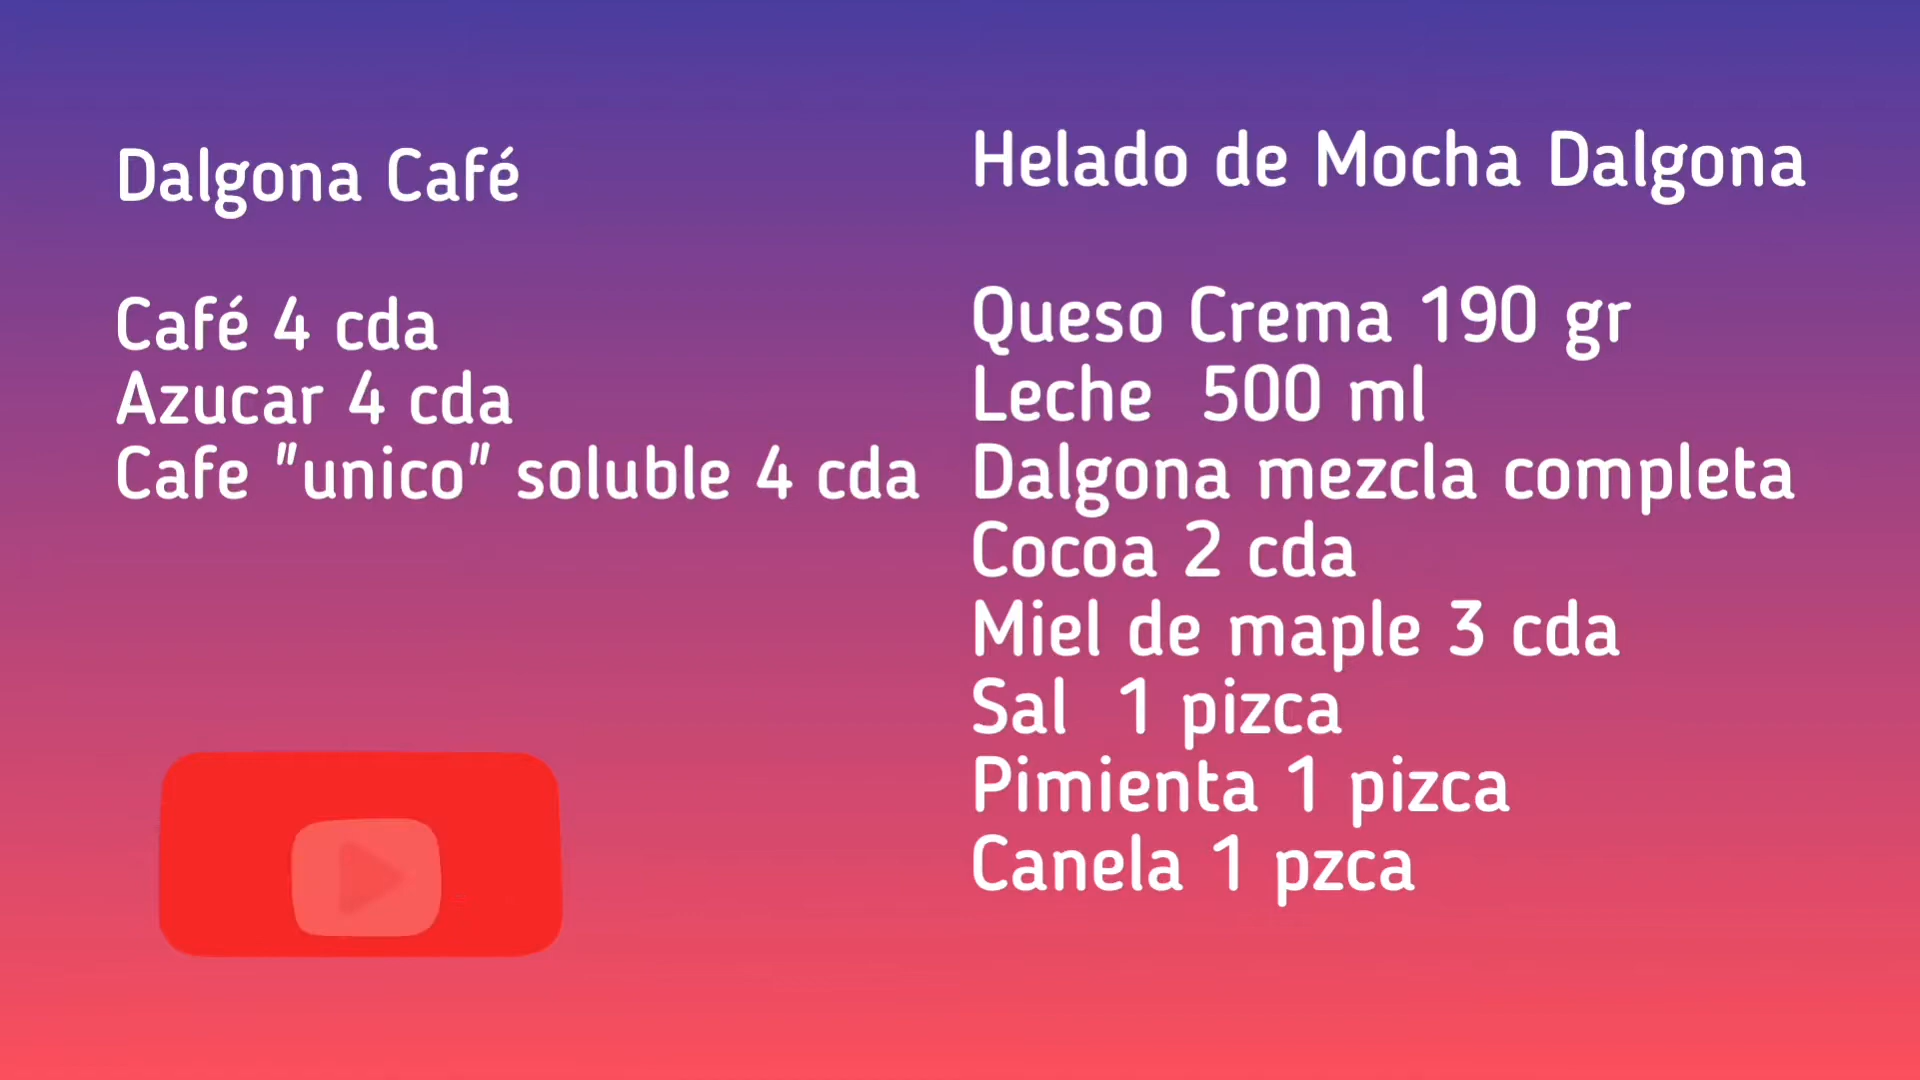 Dalgona Café
Café 4 cda
Azucar 4 cda
Cafe "unico" soluble 4 cda
Helado de Mocha Dalgona
Queso Crema 190 gr
Leche  500 ml
Dalgona mezcla completa
Cocoa 2 cda
Miel de maple 3 cda
Sal  1 pizca
Pimienta 1 pizca
Canela 1 pzca